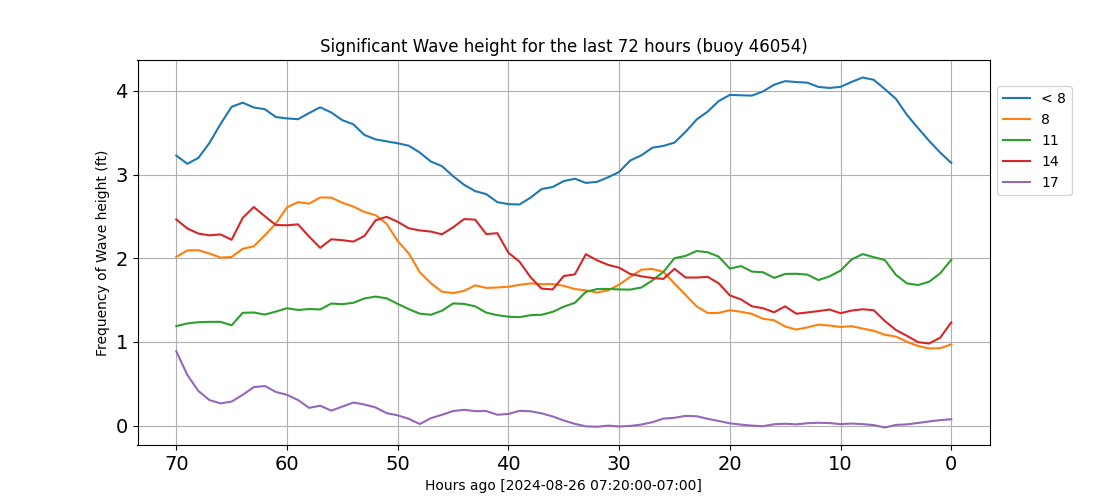 Significant Wave height for the last 72 hours (buoy 46054)
Frequency of Wave height (ft)
4
3
2
1
0
70 60 50 40 30 20 10 0
Hours ago [2024-08-26 07:20:00-07:00]
< 8
8
11
14
17